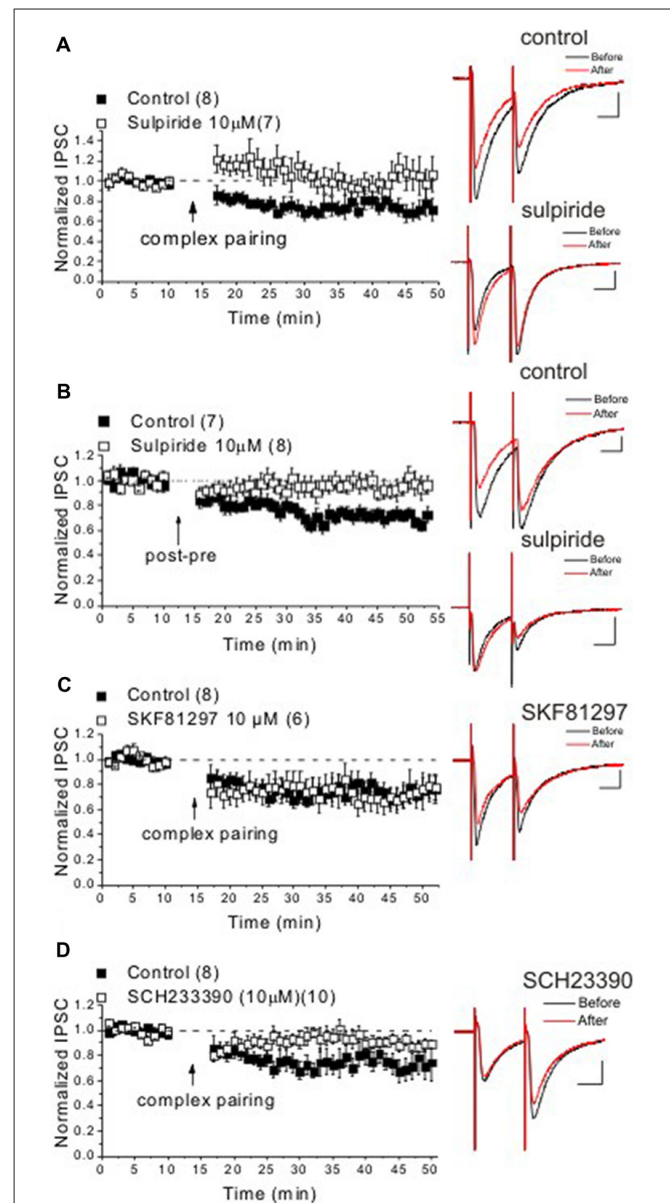 A
control
Before
After
Control (8)
Sulpiride 10µM(7)
Normalized IPSC
1.4
1.2
1.0
0.8
0.6
0.4
0.2
0.0
complex pairing
0 5 10 15 20 25 30 35 40 45 50
Time (min)
sulpiride
Before
After
B
control
Before
After
Control (7)
Sulpiride 10µM (8)
Normalized IPSC
1.4
1.2
1.0
0.8
0.6
0.4
0.2
0.0
post-pre
0 5 10 15 20 25 30 35 40 45 50 55
Time (min)
sulpiride
Before
After
C
SKF81297
Before
After
Control (8)
SKF81297 10 µM (6)
Normalized IPSC
1.2
1.0
0.8
0.6
0.4
0.2
0.0
complex pairing
0 5 10 15 20 25 30 35 40 45 50
Time (min)
D
SCH23390
Before
After
Control (8)
SCH233390 (10µM)(10)
Normalized IPSC
1.2
1.0
0.8
0.6
0.4
0.2
0.0
complex pairing
0 5 10 15 20 25 30 35 40 45 50
Time (min)